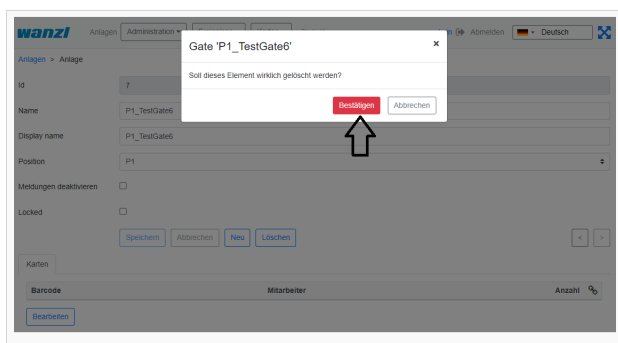 wanzl Anlagen Administration Abmelden Deutsch
Gate 'P1_TestGate6' ×
Anlagen > Anlage
Soll dieses Element wirklich gelöscht werden?
Id 7
Bestätigen Abbrechen
Name P1_TestGate6
Display name P1_TestGate6
Position P1
Meldungen deaktivieren
Locked
Speichern Abbrechen Neu Löschen < >
Karten
Barcode Mitarbeiter Anzahl
Bearbeiten